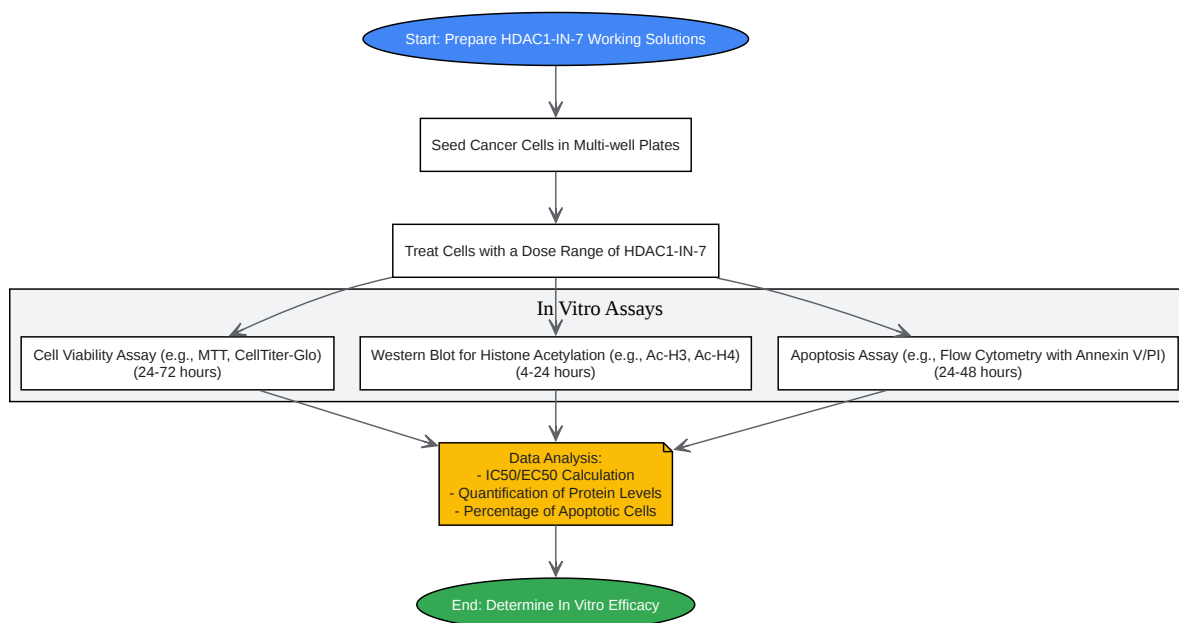 Start: Prepare HDAC1-IN-7 Working Solutions
Seed Cancer Cells in Multi-well Plates
Treat Cells with a Dose Range of HDAC1-IN-7
In Vitro Assays
Cell Viability Assay (e.g., MTT, CellTiter-Glo)
(24-72 hours)
Western Blot for Histone Acetylation (e.g., Ac-H3, Ac-H4)
(4-24 hours)
Apoptosis Assay (e.g., Flow Cytometry with Annexin V/PI)
(24-48 hours)
Data Analysis:
- IC50/EC50 Calculation
- Quantification of Protein Levels
- Percentage of Apoptotic Cells
End: Determine In Vitro Efficacy